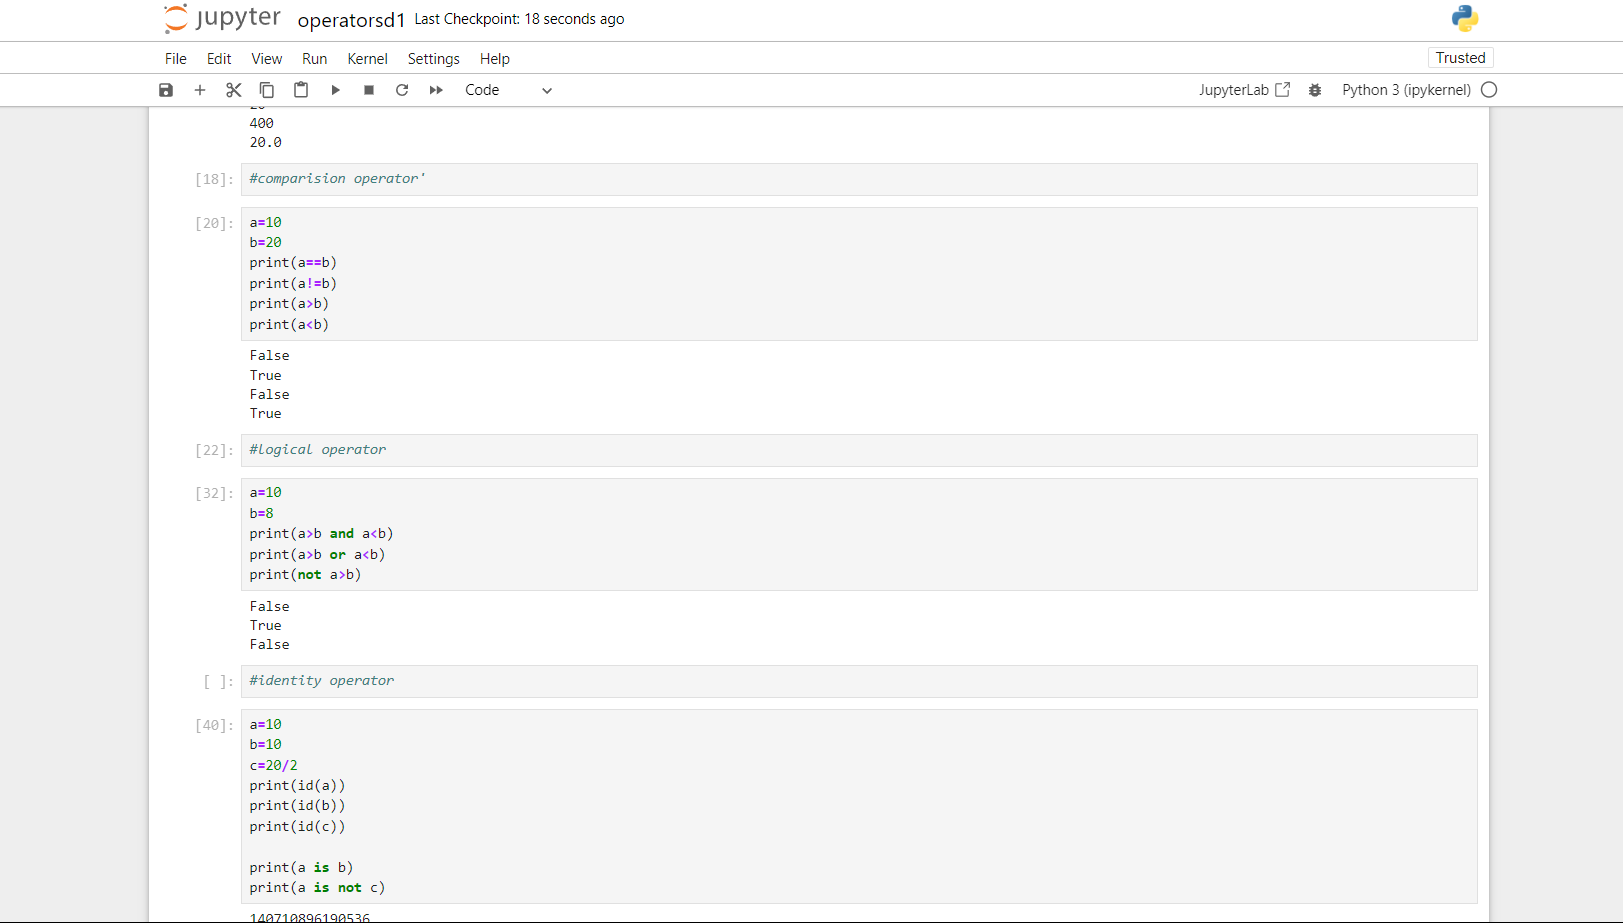 jupyter operatorsd1 Last Checkpoint: 18 seconds ago
File Edit View Run Kernel Settings Help Trusted
Code JupyterLab Python 3 (ipykernel)
400
20.0
[18]: #comparision operator'
[20]: a=10
b=20
print(a==b)
print(a!=b)
print(a>b)
print(a<b)
False
True
False
True
[22]: #logical operator
[32]: a=10
b=8
print(a>b and a<b)
print(a>b or a<b)
print(not a>b)
False
True
False
[ ]: #identity operator
[40]: a=10
b=10
c=20/2
print(id(a))
print(id(b))
print(id(c))
print(a is b)
print(a is not c)
140710896190536